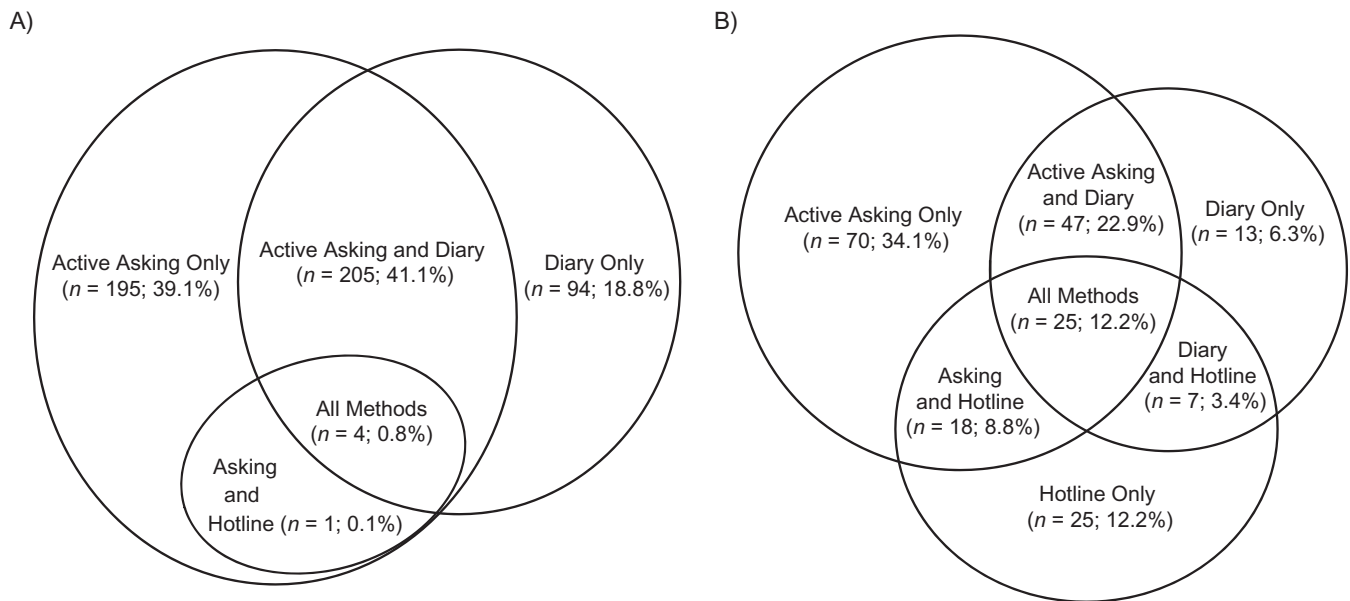 A)
Active Asking Only
(n = 195; 39.1%)
Active Asking and Diary
(n = 205; 41.1%)
Diary Only
(n = 94; 18.8%)
All Methods
(n = 4; 0.8%)
Asking
and
Hotline (n = 1; 0.1%)
B)
Active Asking Only
(n = 70; 34.1%)
Active Asking
and Diary
(n = 47; 22.9%)
Diary Only
(n = 13; 6.3%)
All Methods
(n = 25; 12.2%)
Asking
and Hotline
(n = 18; 8.8%)
Diary
and Hotline
(n = 7; 3.4%)
Hotline Only
(n = 25; 12.2%)